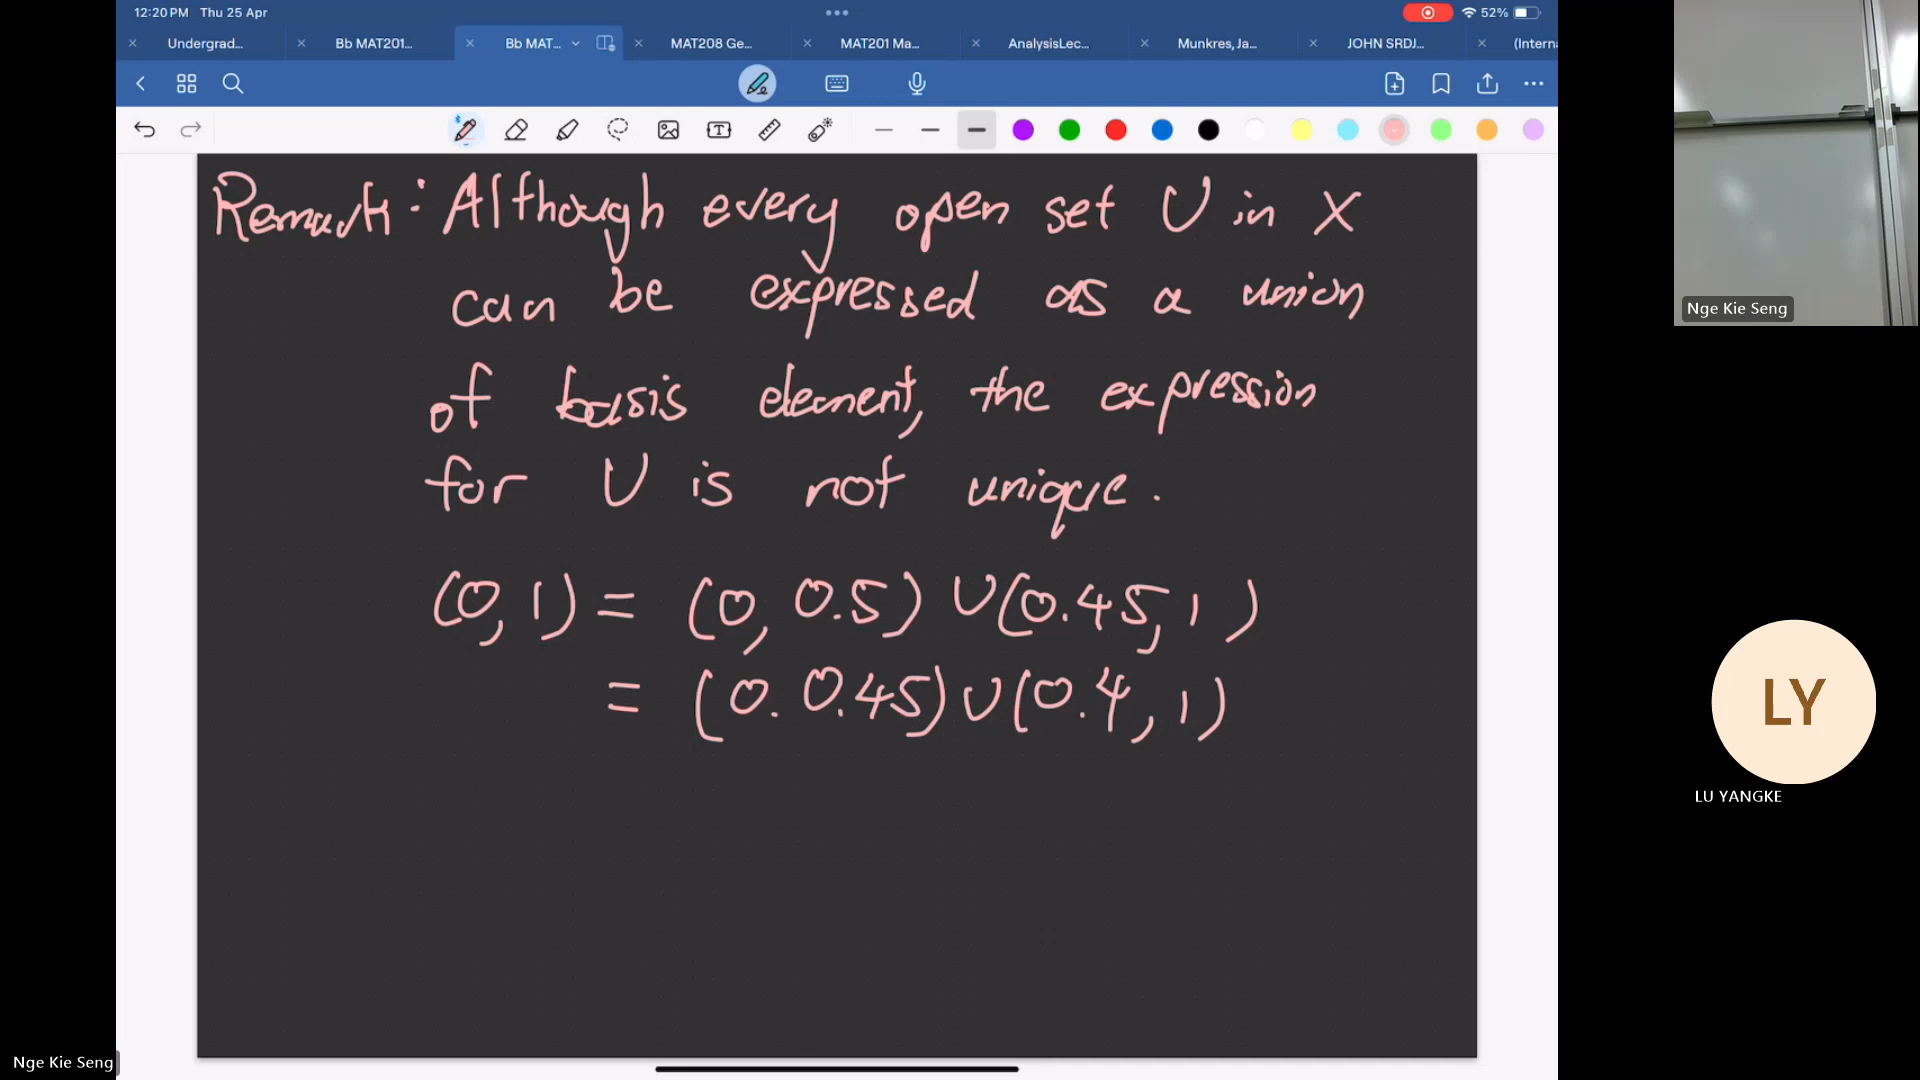 12:20 PM Thu 25 Apr
52%
Undergrad...
Bb MAT201...
Bb MAT...
MAT208 Ge...
MAT201 Ma...
AnalysisLec...
Munkres, Ja...
JOHN SRDJ...
(Intern
Remark: Although every open set U in X
can be expressed as a union
of basis element, the expression
for U is not unique.
(0, 1) = (0, 0.5) ∪ (0.45, 1)
= (0. 0.45) ∪ (0.4, 1)
Nge Kie Seng
LY
LU YANGKE
Nge Kie Seng